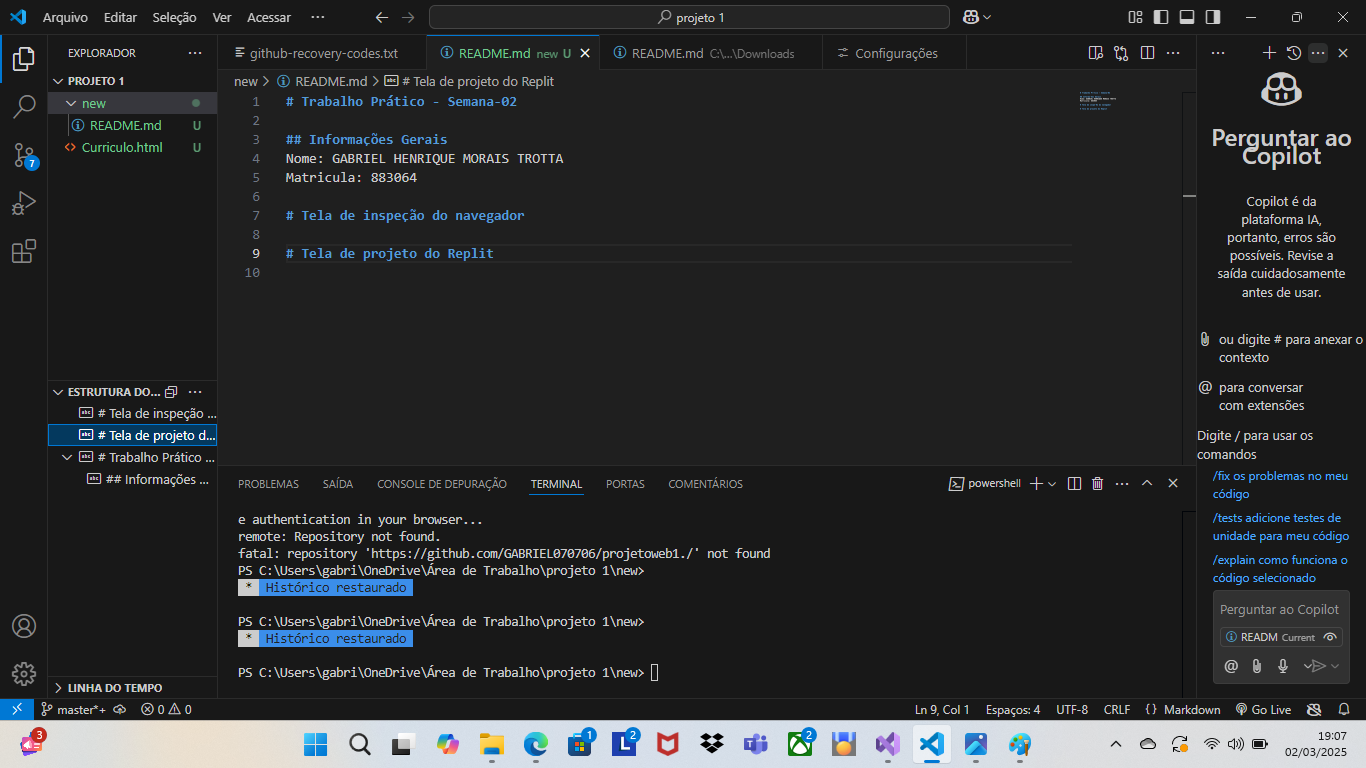 Arquivo Editar Seleção Ver Acessar ···
projeto 1
EXPLORADOR ···
PROJETO 1
new
README.md U
Curriculo.html U
github-recovery-codes.txt
README.md new U
README.md C:\...\Downloads
Configurações
new > README.md > # Tela de projeto do Replit
1 # Trabalho Prático - Semana-02
2
3 ## Informações Gerais
4 Nome: GABRIEL HENRIQUE MORAIS TROTTA
5 Matricula: 883064
6
7 # Tela de inspeção do navegador
8
9 # Tela de projeto do Replit
10
7
ESTRUTURA DO... ···
# Tela de inspeção ...
# Tela de projeto d...
# Trabalho Prático ...
## Informações ...
LINHA DO TEMPO
PROBLEMAS SAÍDA CONSOLE DE DEPURAÇÃO TERMINAL PORTAS COMENTÁRIOS
powershell
e authentication in your browser...
remote: Repository not found.
fatal: repository 'https://github.com/GABRIEL070706/projetoweb1./' not found
PS C:\Users\gabri\OneDrive\Área de Trabalho\projeto 1\new>
* Histórico restaurado
PS C:\Users\gabri\OneDrive\Área de Trabalho\projeto 1\new>
* Histórico restaurado
PS C:\Users\gabri\OneDrive\Área de Trabalho\projeto 1\new>
Perguntar ao
Copilot
Copilot é da
plataforma IA,
portanto, erros são
possíveis. Revise a
saída cuidadosamente
antes de usar.
ou digite # para anexar o
contexto
@ para conversar
com extensões
Digite / para usar os
comandos
/fix os problemas no meu
código
/tests adicione testes de
unidade para meu código
/explain como funciona o
código selecionado
Perguntar ao Copilot
READM Current
@
master*+
0 0
Ln 9, Col 1
Espaços: 4
UTF-8
CRLF
{ } Markdown
Go Live
3
1
2
2
19:07
02/03/2025